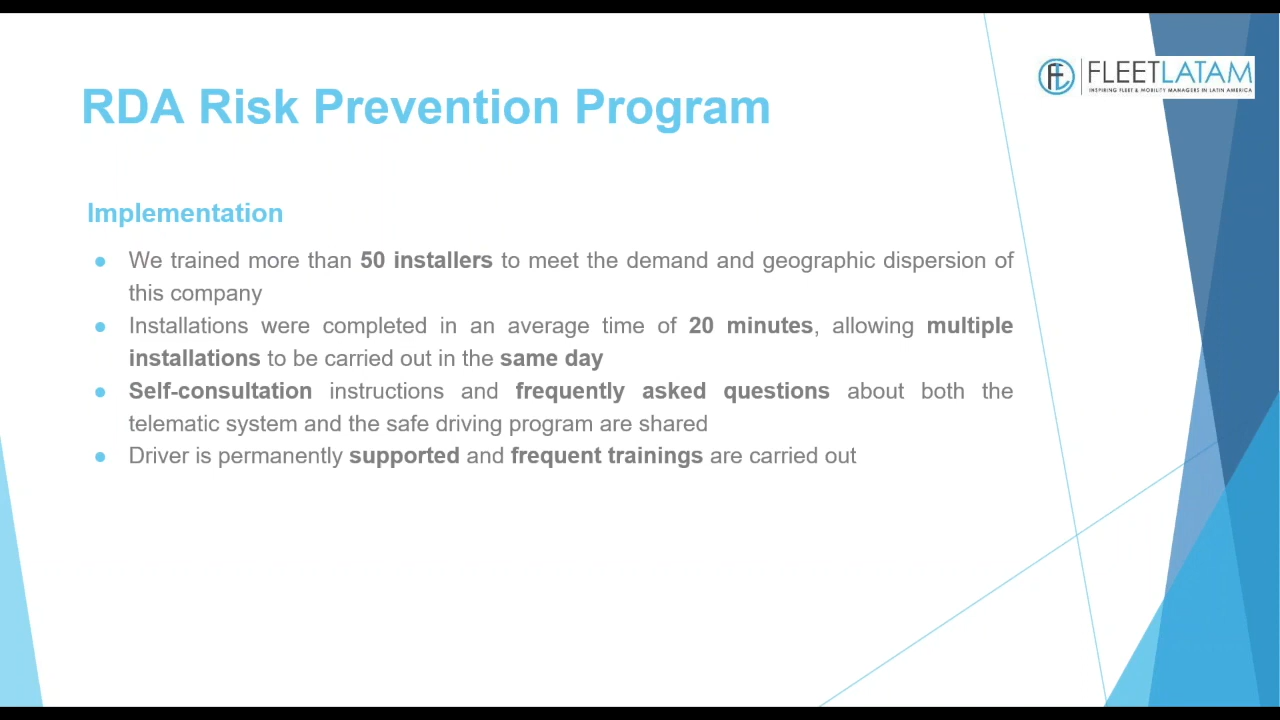 FLEETLATAM
INSPIRING FLEET & MOBILITY MANAGERS IN LATIN AMERICA
RDA Risk Prevention Program
Implementation
● We trained more than 50 installers to meet the demand and geographic dispersion of
this company
● Installations were completed in an average time of 20 minutes, allowing multiple
installations to be carried out in the same day
● Self-consultation instructions and frequently asked questions about both the
telematic system and the safe driving program are shared
● Driver is permanently supported and frequent trainings are carried out